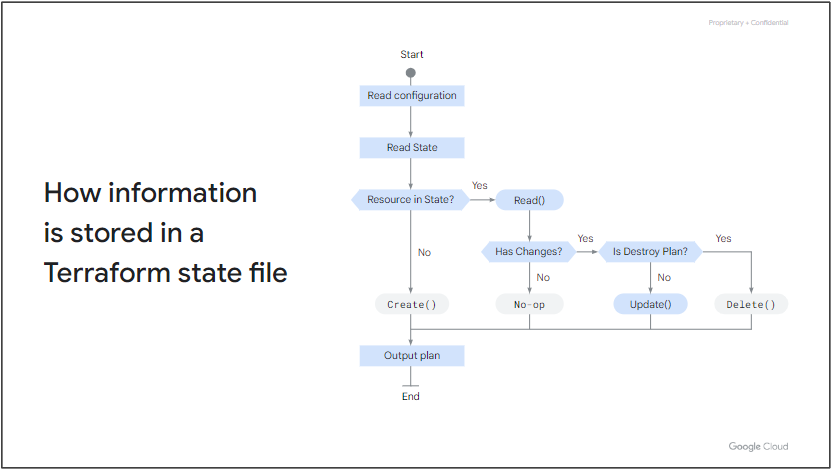 Proprietary + Confidential
How information
is stored in a
Terraform state file
Start
Read configuration
Read State
Resource in State?
Yes
Read()
No
Has Changes?
Yes
Is Destroy Plan?
Yes
No
No
Create()
No-op
Update()
Delete()
Output plan
End
Google Cloud